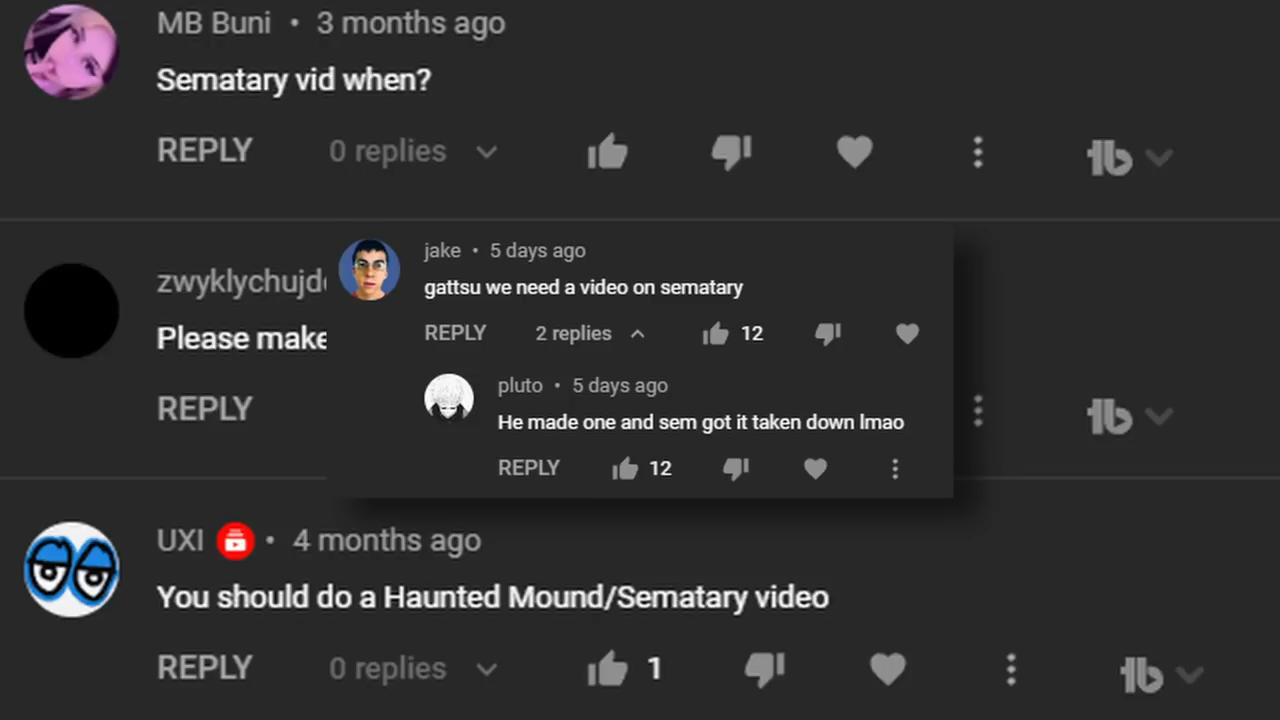 MB Buni • 3 months ago
Sematary vid when?
REPLY 0 replies
zwyklychujd
Please make
REPLY
jake • 5 days ago
gattsu we need a video on sematary
REPLY 2 replies 12
pluto • 5 days ago
He made one and sem got it taken down lmao
REPLY 12
UXI • 4 months ago
You should do a Haunted Mound/Sematary video
REPLY 0 replies 1